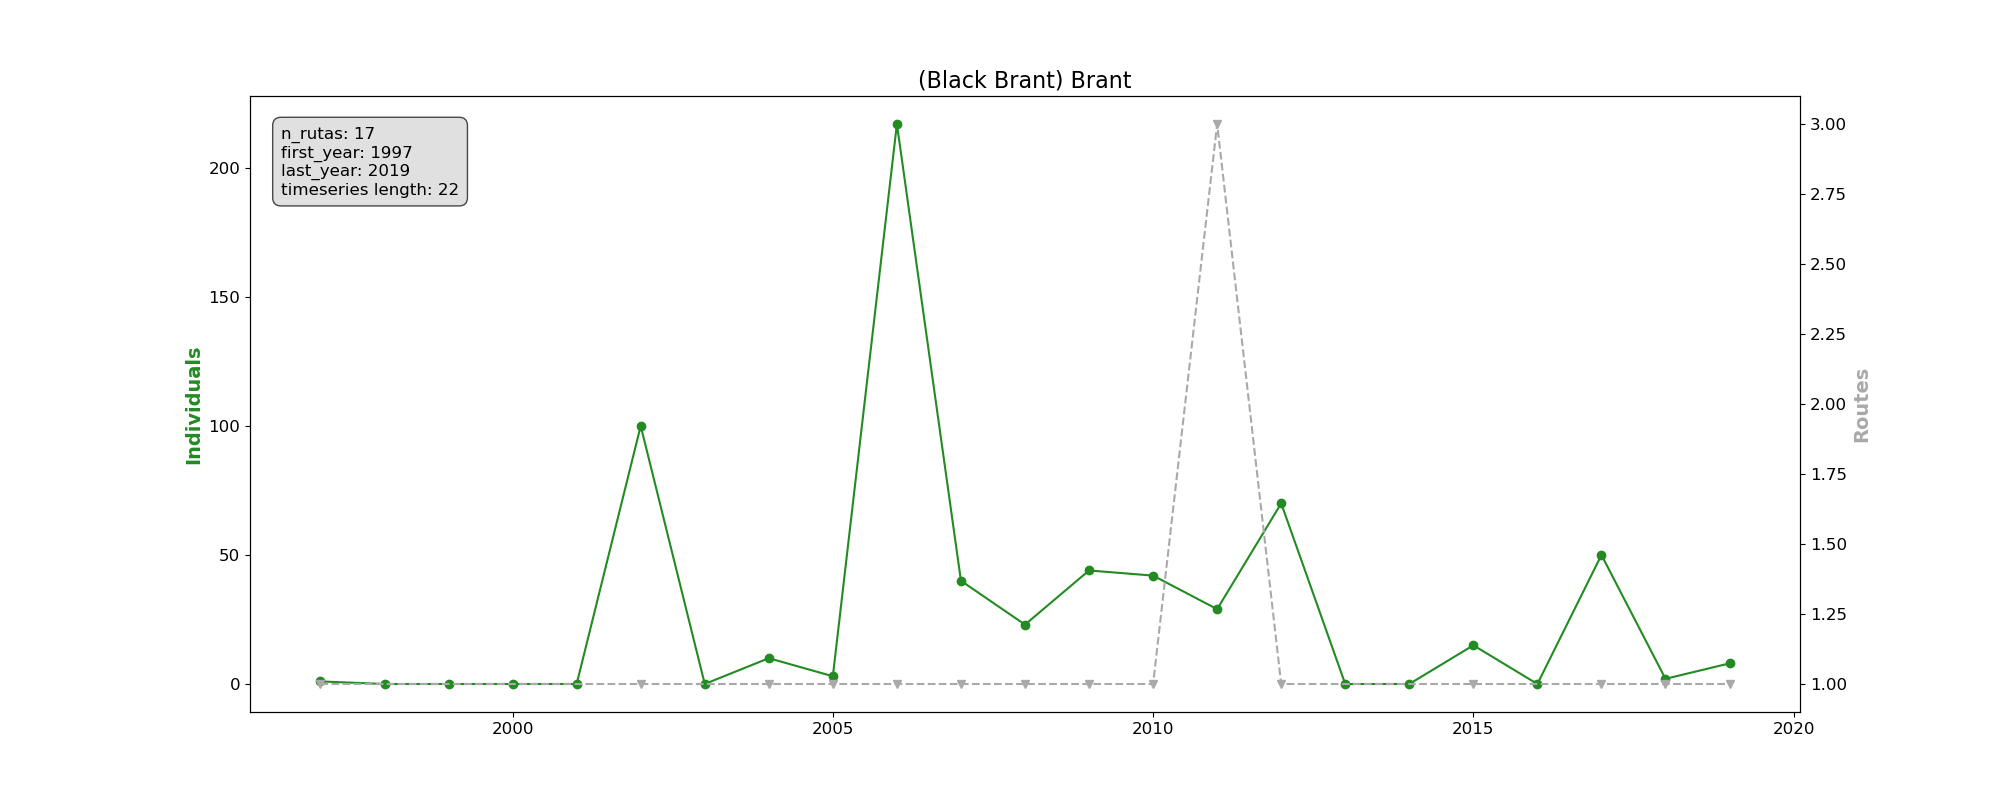 (Black Brant) Brant
n_rutas: 17
first_year: 1997
last_year: 2019
timeseries length: 22
Individuals
200
150
100
50
0
3.00
2.75
2.50
2.25
2.00
1.75
1.50
1.25
1.00
Routes
2000
2005
2010
2015
2020